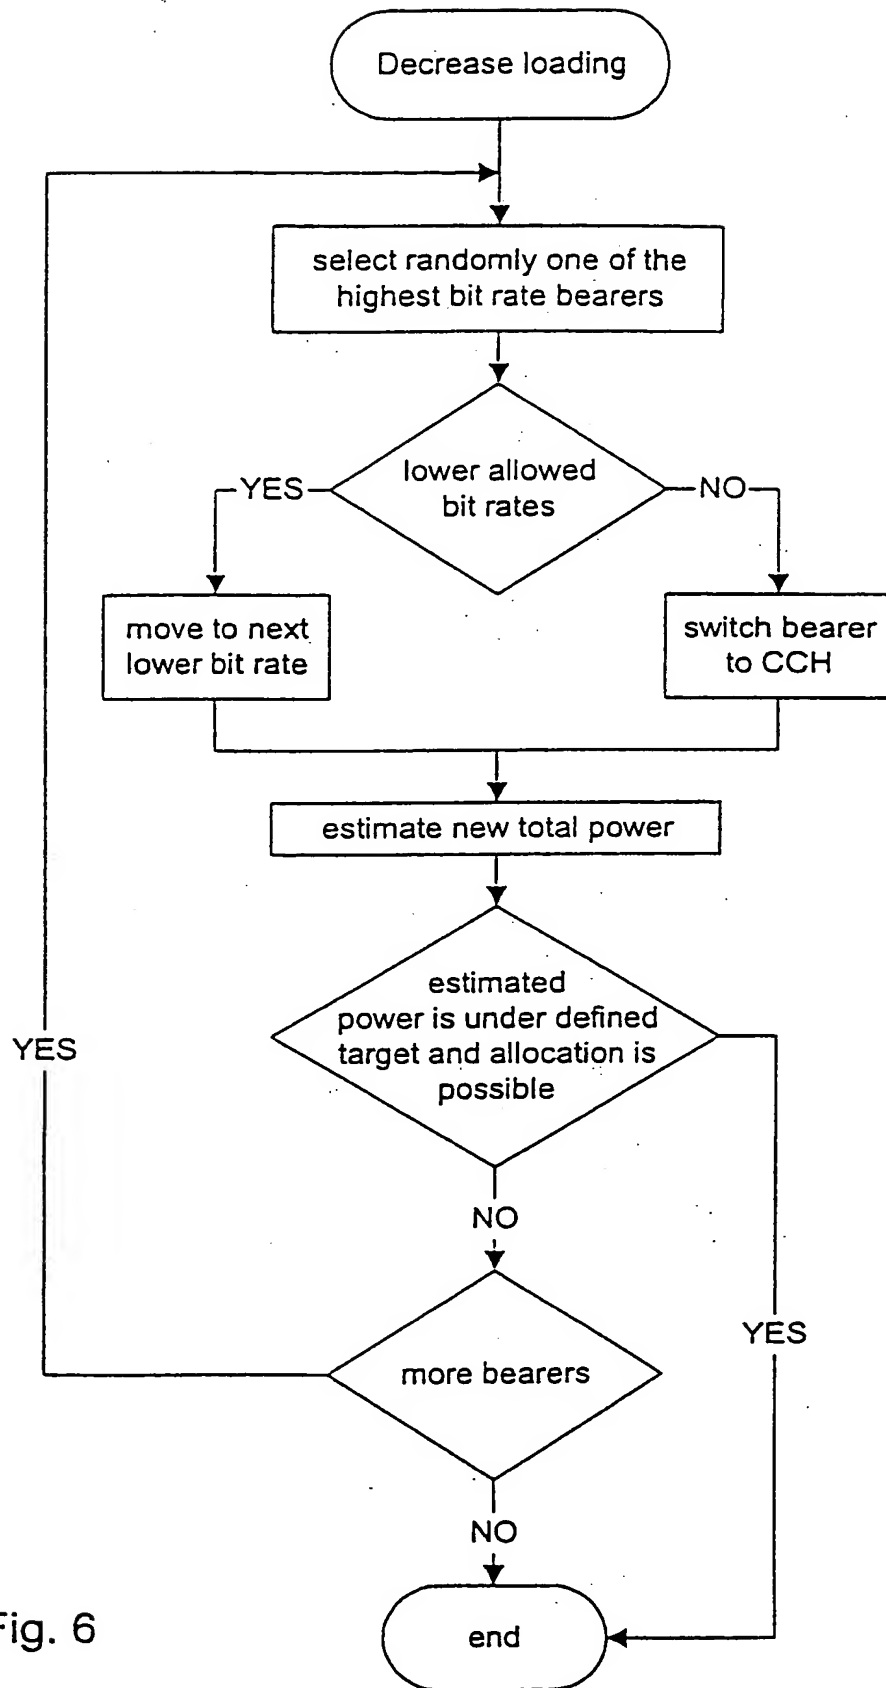 Decrease loading
select randomly one of the
highest bit rate bearers
lower allowed
bit rates
YES
NO
move to next
lower bit rate
switch bearer
to CCH
estimate new total power
estimated
power is under defined
target and allocation is
possible
YES
NO
YES
more bearers
NO
end
Fig. 6